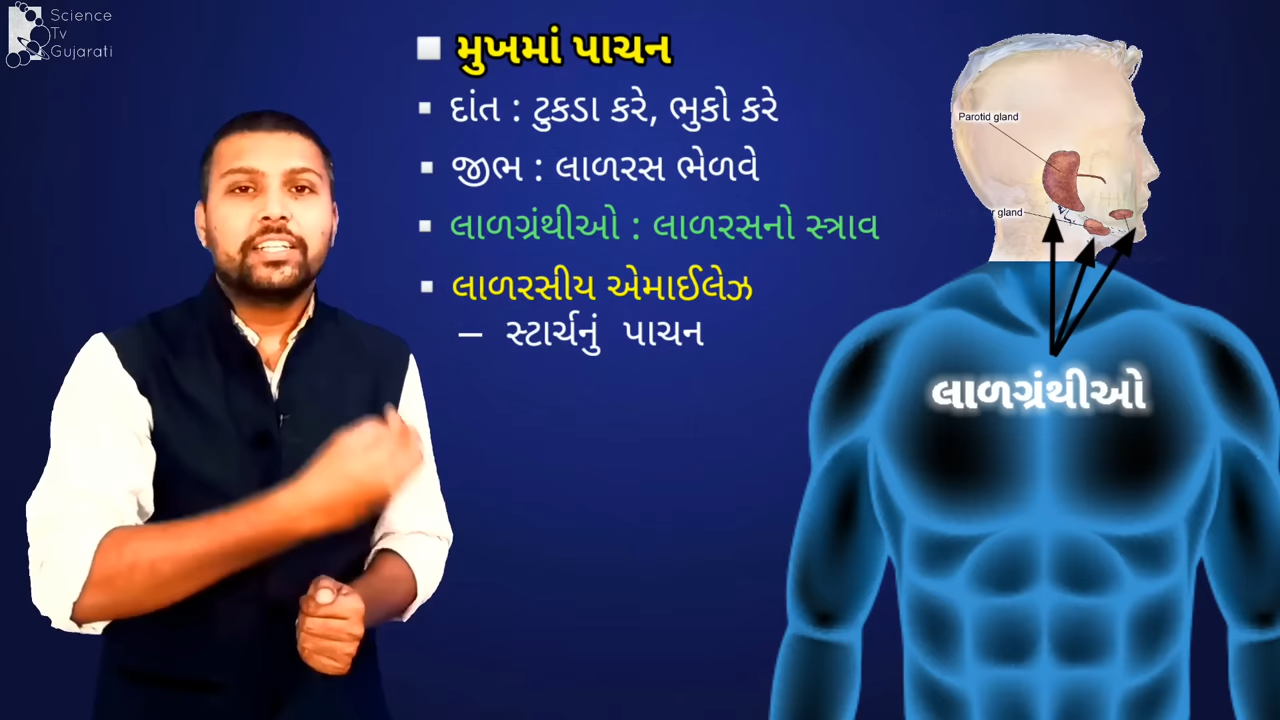 Science
Tv
Gujarati
મુખમાં પાચન
દાંત : ટુકડા કરે, ભુકો કરે
જીભ : લાળરસ ભેળવે
લાળગ્રંથીઓ : લાળરસનો સ્ત્રાવ
લાળરસીય એમાઈલેઝ
– સ્ટાર્ચનું પાચન
Parotid gland
gland
લાળગ્રંથીઓ